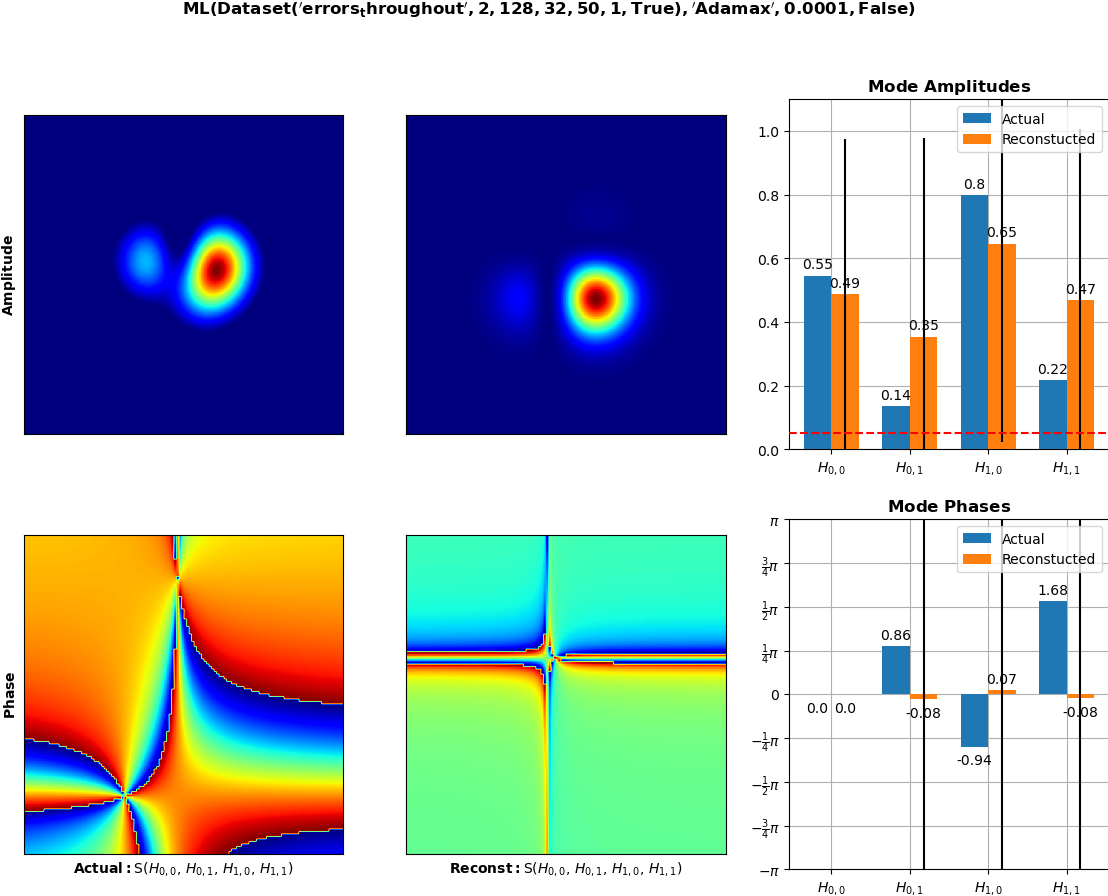 ML(Dataset('errors_throughout', 2, 128, 32, 50, 1, True), 'Adamax', 0.0001, False)
Amplitude
Mode Amplitudes
Actual
Reconstucted
1.0
0.8
0.6
0.4
0.2
0.0
0.55
0.49
0.14
0.35
0.8
0.65
0.22
0.47
H0,0
H0,1
H1,0
H1,1
Phase
Actual: S(H0,0, H0,1, H1,0, H1,1)
Reconst: S(H0,0, H0,1, H1,0, H1,1)
Mode Phases
Actual
Reconstucted
π
3/4π
1/2π
1/4π
0
−1/4π
−1/2π
−3/4π
−π
0.0
0.0
0.86
-0.08
-0.94
0.07
1.68
-0.08
H0,0
H0,1
H1,0
H1,1